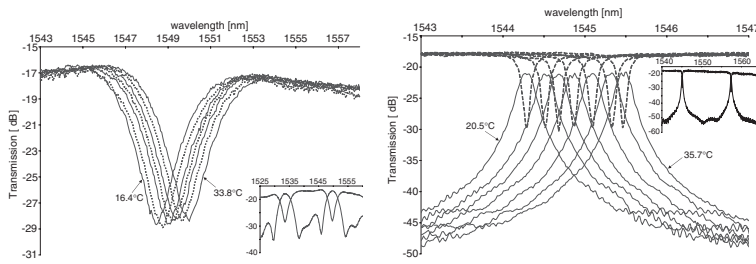 wavelength [nm]
1543 1545 1547 1549 1551 1553 1555 1557
-15
-17
-19
-21
-23
-25
-27
-29
-31
Transmission [ dB]
16.4°C
33.8°C
1525 1535 1545 1555
-20
-30
-40
wavelength [nm]
1543 1544 1545 1546 1547
-15
-20
-25
-30
-35
-40
-45
-50
Transmission [ dB]
20.5°C
35.7°C
1540 1550 1560
-20
-30
-40
-50
-60